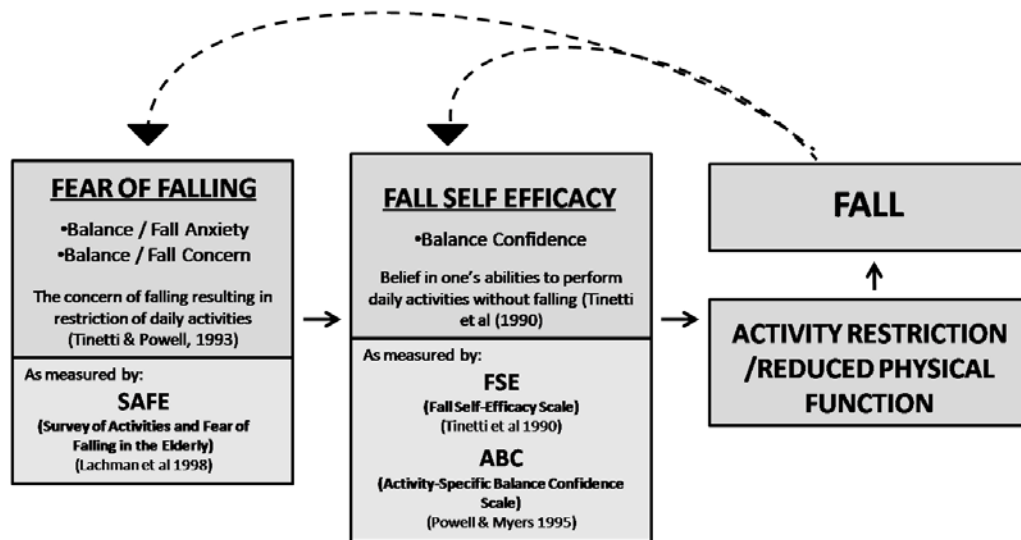 FEAR OF FALLING
•Balance / Fall Anxiety
•Balance / Fall Concern
The concern of falling resulting in
restriction of daily activities
(Tinetti & Powell, 1993)
As measured by:
SAFE
(Survey of Activities and Fear of
Falling in the Elderly)
(Lachman et al 1998)
FALL SELF EFFICACY
•Balance Confidence
Belief in one's abilities to perform
daily activities without falling (Tinetti
et al (1990)
As measured by:
FSE
(Fall Self-Efficacy Scale)
(Tinetti et al 1990)
ABC
(Activity-Specific Balance Confidence
Scale)
(Powell & Myers 1995)
FALL
ACTIVITY RESTRICTION
/REDUCED PHYSICAL
FUNCTION